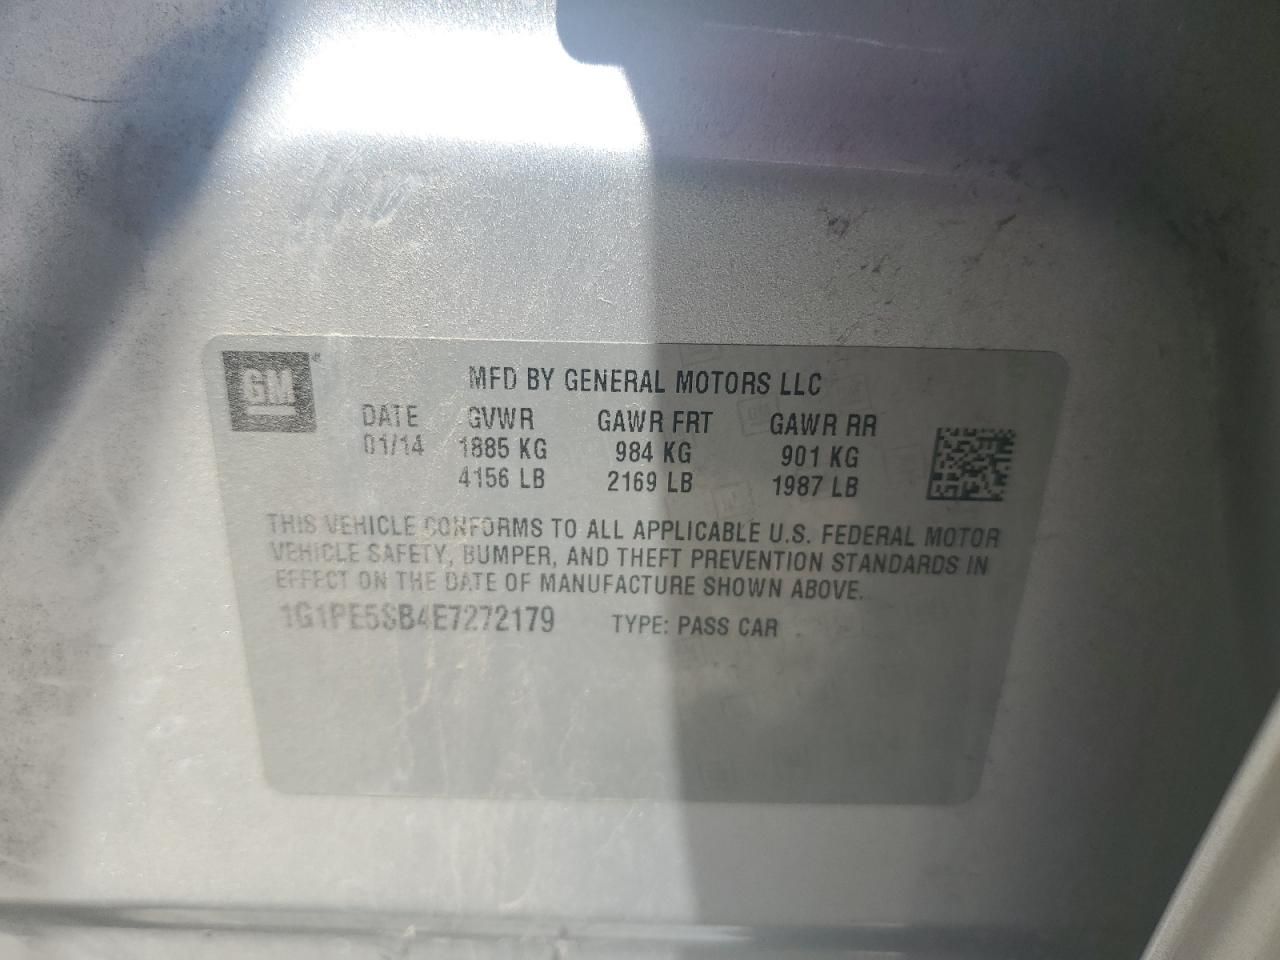 GM
MFD BY GENERAL MOTORS LLC
DATE GVWR GAWR FRT GAWR RR
01/14 1885 KG 984 KG 901 KG
4156 LB 2169 LB 1987 LB
THIS VEHICLE CONFORMS TO ALL APPLICABLE U.S. FEDERAL MOTOR
VEHICLE SAFETY, BUMPER, AND THEFT PREVENTION STANDARDS IN
EFFECT ON THE DATE OF MANUFACTURE SHOWN ABOVE.
1G1PE5SB4E7272179 TYPE: PASS CAR